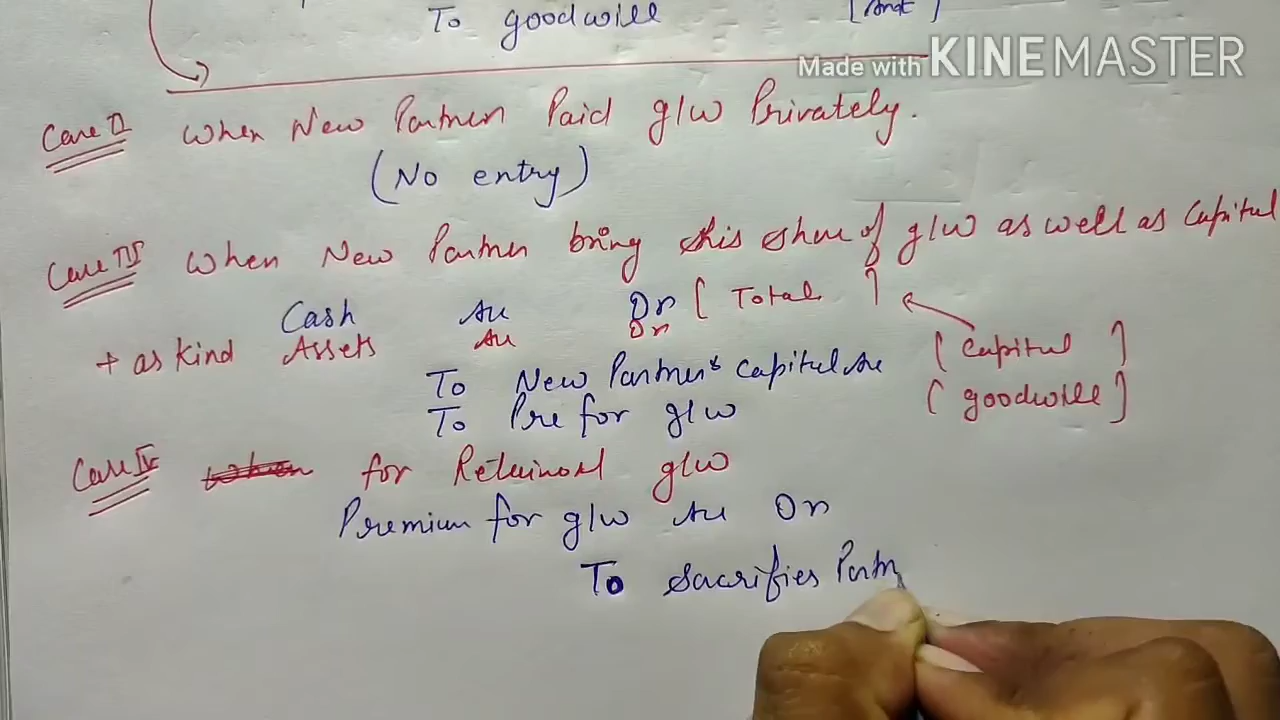 To goodwill [Amt]
Made with KINEMASTER
Case II When New Partner Paid g/w Privately.
(No entry)
Case III When New Partner bring this share of g/w as well as Capital
Cash A/c Dr [Total]
+ as Kind Assets A/c Dr [Capital]
To New Partner's capital A/c [goodwill]
To Pre for g/w
Case IV for Retained g/w
Premium for g/w A/c Dr
To Sacrifies Partn